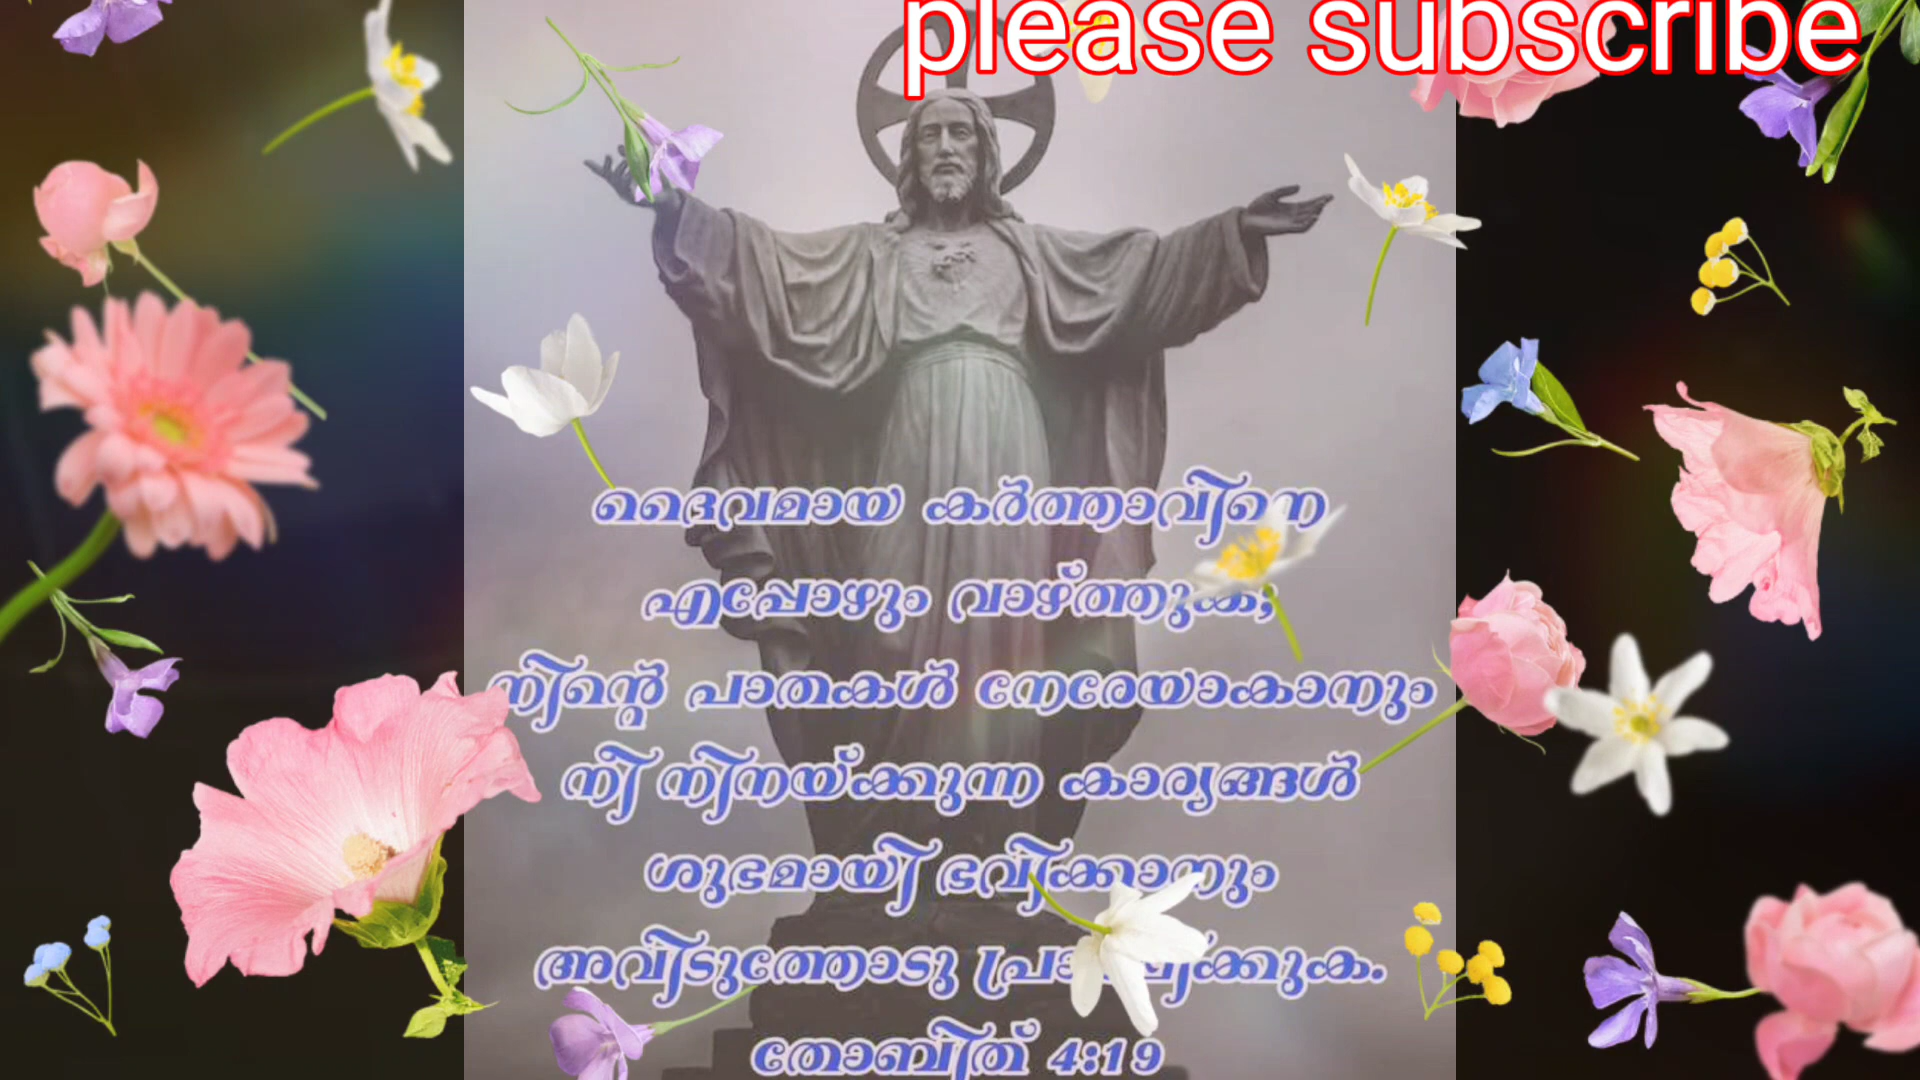 please subscribe
ദൈവമായ കർത്താവിനെ
എപ്പോഴും വാഴ്ത്തുക;
നിന്റെ പാതകൾ നേരേയാകാനും
നീ നിനയ്ക്കുന്ന കാര്യങ്ങൾ
ശുഭമായി ഭവിക്കാനും
അവിടുത്തോടു
തോബിത് 4:19